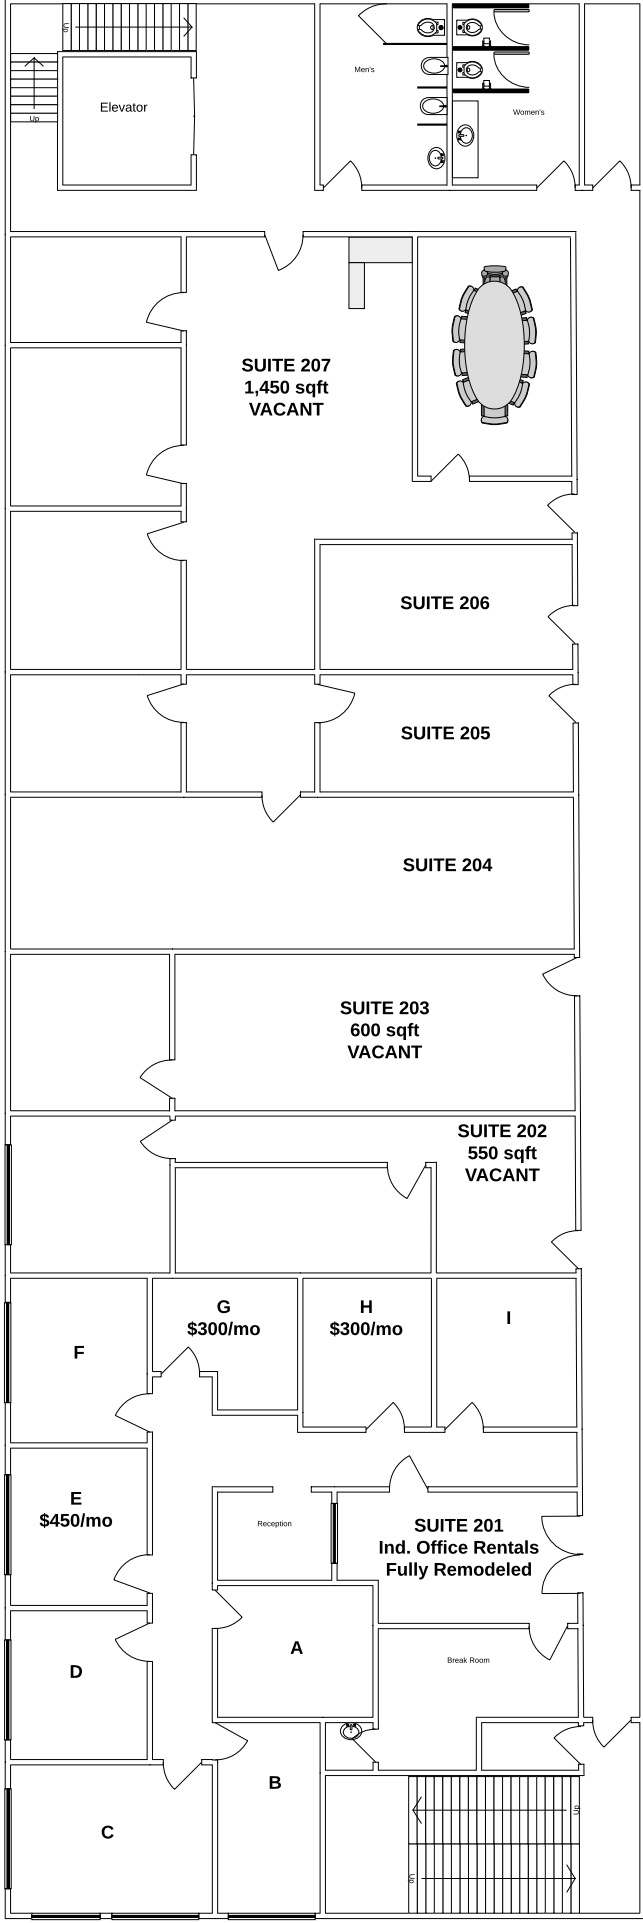 Up
Up
Elevator
Men's
Women's
SUITE 207
1,450 sqft
VACANT
SUITE 206
SUITE 205
SUITE 204
SUITE 203
600 sqft
VACANT
SUITE 202
550 sqft
VACANT
G
$300/mo
H
$300/mo
I
F
E
$450/mo
Reception
SUITE 201
Ind. Office Rentals
Fully Remodeled
A
Break Room
D
B
C
Up
Up